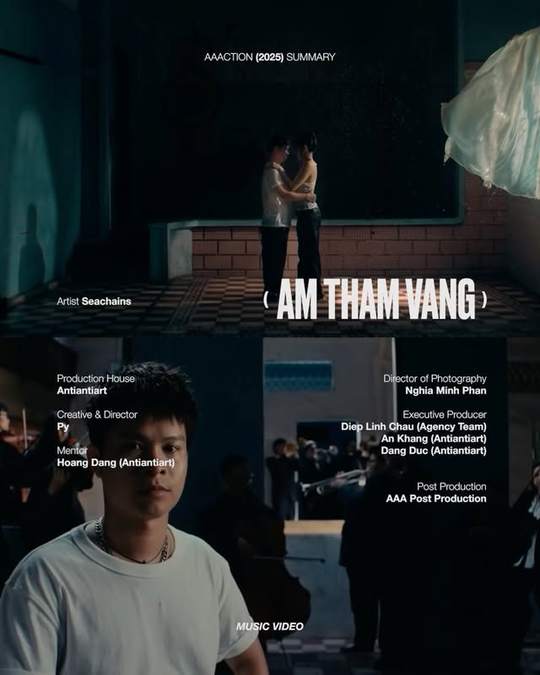 AAACTION (2025) SUMMARY
Artist Seachains
( AM THAM VANG )
Production House
Antiantiart
Creative & Director
Py
Mentor
Hoang Dang (Antiantiart)
Director of Photography
Nghia Minh Phan
Executive Producer
Diep Linh Chau (Agency Team)
An Khang (Antiantiart)
Dang Duc (Antiantiart)
Post Production
AAA Post Production
MUSIC VIDEO